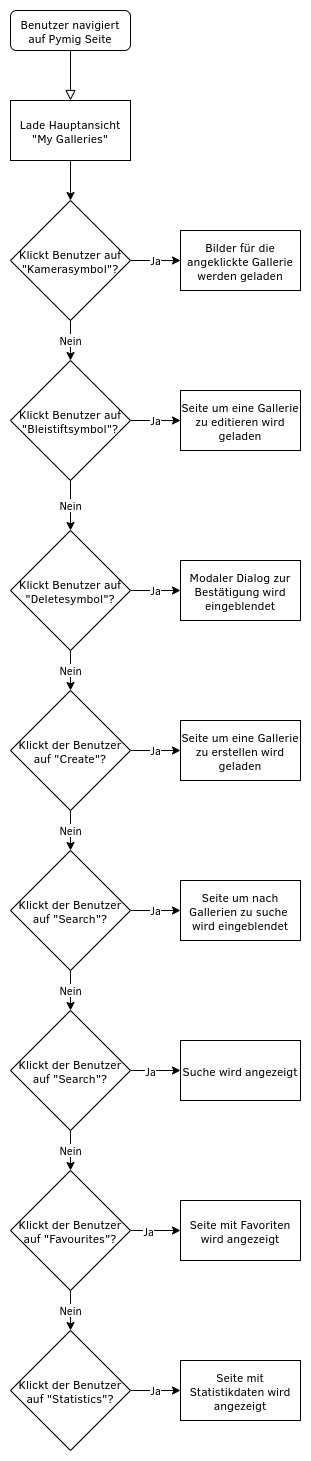 Benutzer navigiert
auf Pymig Seite
Lade Hauptansicht
"My Galleries"
Klickt Benutzer auf
"Kamerasymbol"?
Ja
Bilder für die
angeklickte Gallerie
werden geladen
Nein
Klickt Benutzer auf
"Bleistiftsymbol"?
Ja
Seite um eine Gallerie
zu editieren wird
geladen
Nein
Klickt Benutzer auf
"Deletesymbol"?
Ja
Modaler Dialog zur
Bestätigung wird
eingeblendet
Nein
Klickt der Benutzer
auf "Create"?
Ja
Seite um eine Gallerie
zu erstellen wird
geladen
Nein
Klickt der Benutzer
auf "Search"?
Ja
Seite um nach
Gallerien zu suche
wird eingeblendet
Nein
Klickt der Benutzer
auf "Search"?
Ja
Suche wird angezeigt
Nein
Klickt der Benutzer
auf "Favourites"?
Ja
Seite mit Favoriten
wird angezeigt
Nein
Klickt der Benutzer
auf "Statistics"?
Ja
Seite mit
Statistikdaten wird
angezeigt